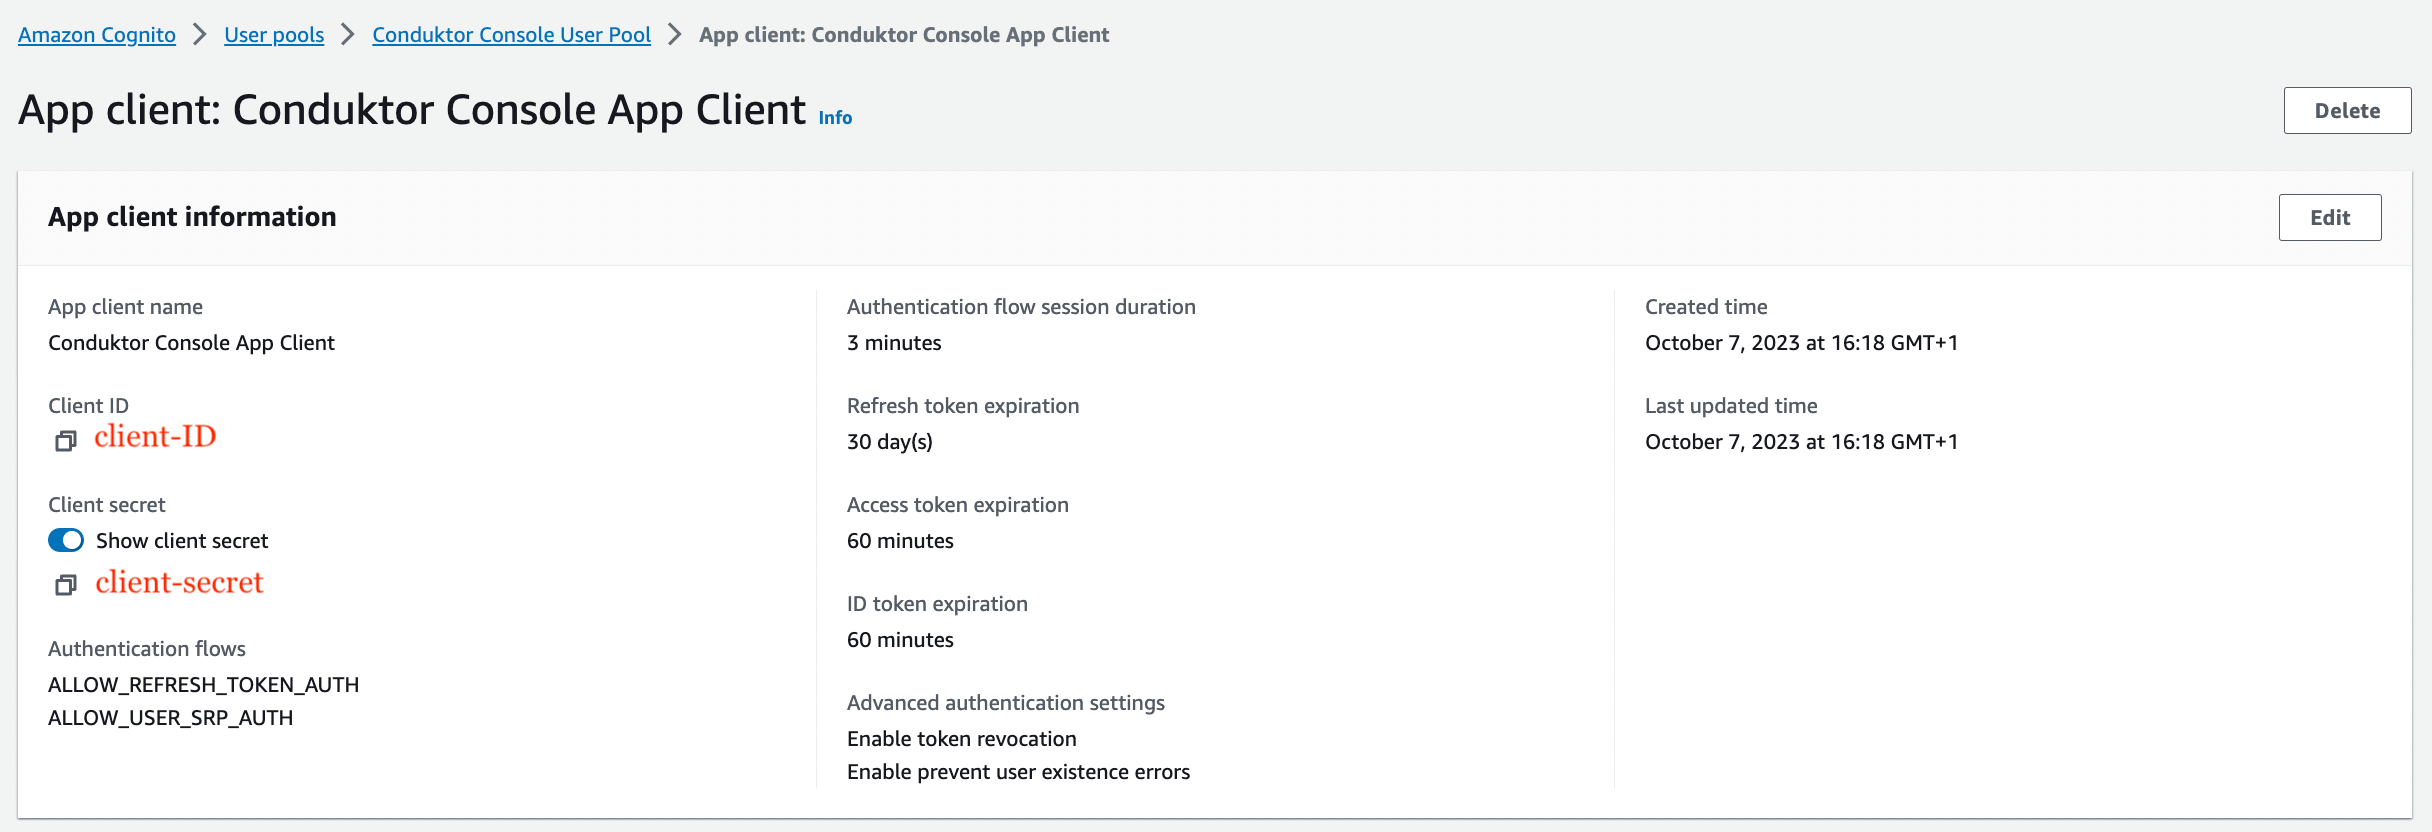 Amazon Cognito > User pools > Conduktor Console User Pool > App client: Conduktor Console App Client
App client: Conduktor Console App Client Info
Delete
App client information
Edit
App client name
Conduktor Console App Client
Client ID
client-ID
Client secret
Show client secret
client-secret
Authentication flows
ALLOW_REFRESH_TOKEN_AUTH
ALLOW_USER_SRP_AUTH
Authentication flow session duration
3 minutes
Refresh token expiration
30 day(s)
Access token expiration
60 minutes
ID token expiration
60 minutes
Advanced authentication settings
Enable token revocation
Enable prevent user existence errors
Created time
October 7, 2023 at 16:18 GMT+1
Last updated time
October 7, 2023 at 16:18 GMT+1